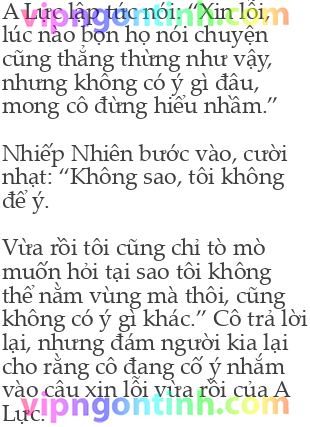 A Lực lập tức nói: “Xin lỗi,
vipngontinh.com
lúc nào bọn họ nói chuyện
cũng thẳng thừng như vậy,
nhưng không có ý gì đâu,
mong cô đừng hiểu nhầm.”
Nhiếp Nhiên bước vào, cười
nhạt: “Không sao, tôi không
để ý.
Vừa rồi tôi cũng chỉ tò mò
muốn hỏi tại sao tôi không
thể nằm vùng mà thôi, cũng
không có ý gì khác.” Cô trả lời
lại, nhưng đám người kia lại
cho rằng cô đang cố ý nhắm
vào câu xin lỗi vừa rồi của A
Lực.
vipngontinh.com